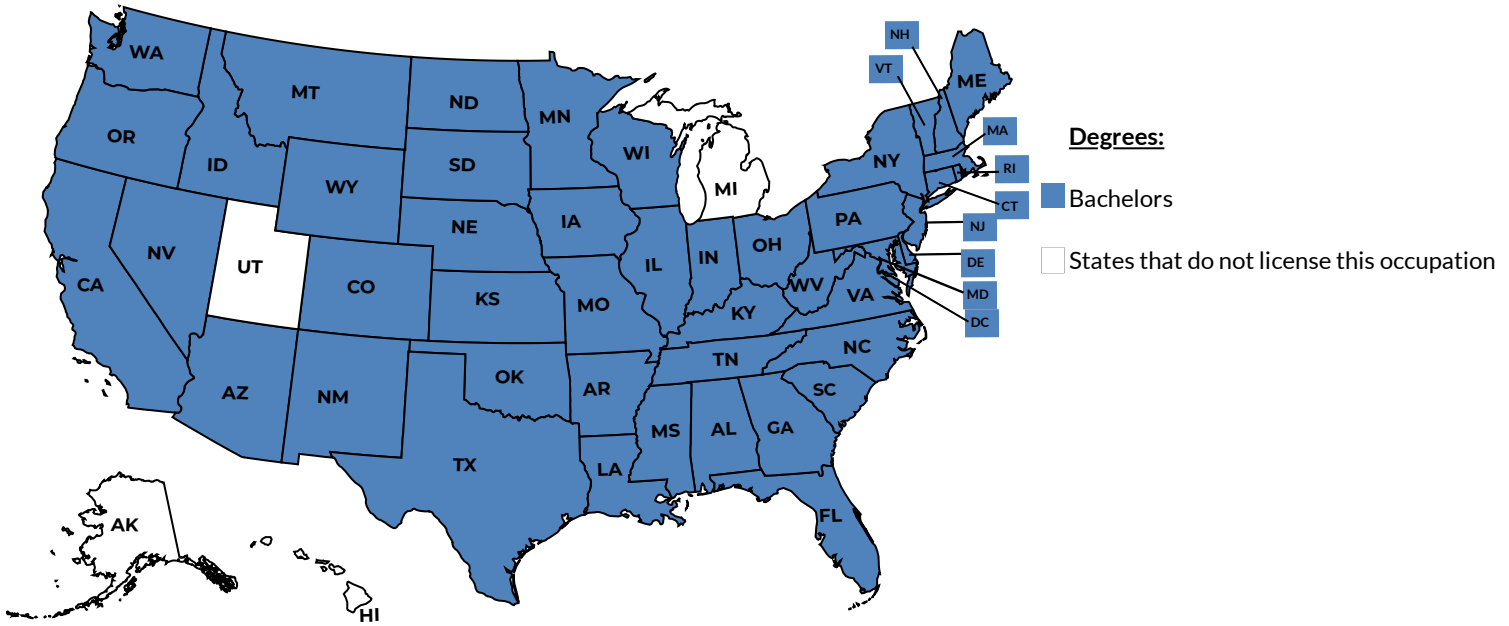 WA
MT
ND
MN
OR
ID
WY
SD
WI
MI
NH
VT
ME
MA
NY
RI
CT
NJ
PA
DE
MD
DC
NV
UT
CA
CO
NE
IA
KS
MO
IL
IN
OH
WV
VA
KY
NC
TN
SC
AZ
NM
OK
AR
TX
LA
MS
AL
GA
FL
AK
HI
Degrees:
Bachelors
States that do not license this occupation